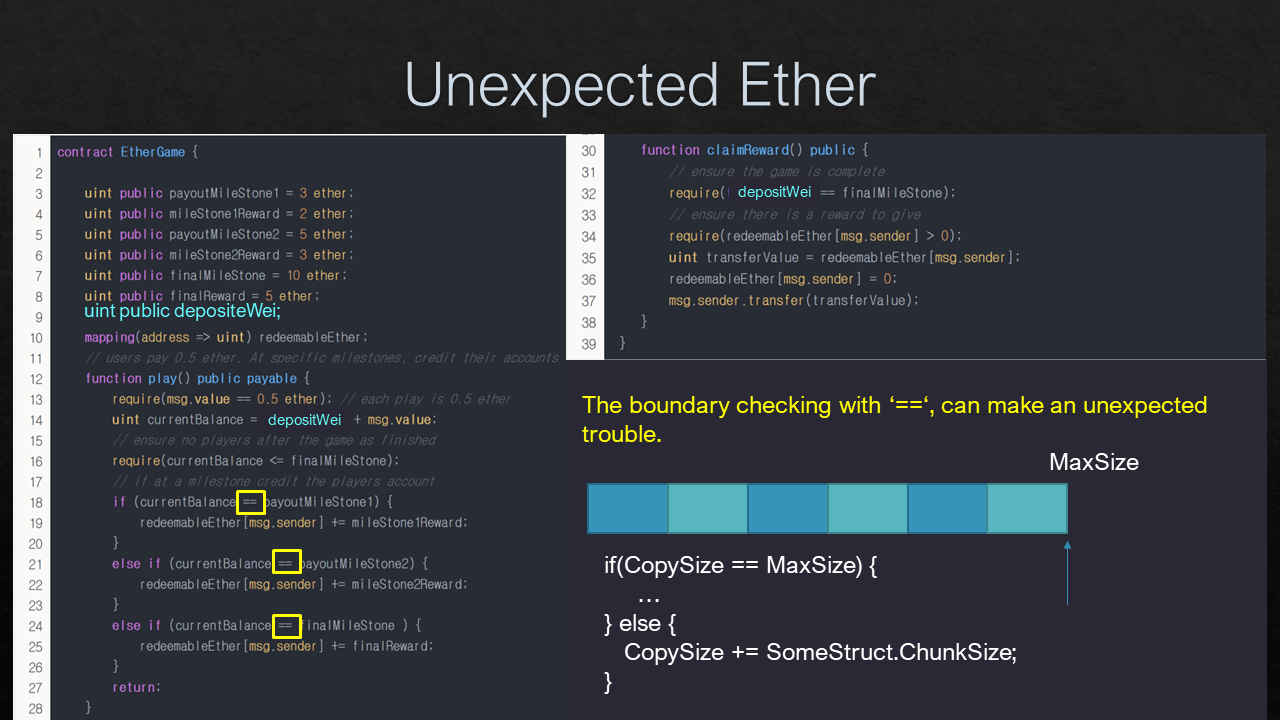 Unexpected Ether
1 contract EtherGame {
2
3 uint public payoutMileStone1 = 3 ether;
4 uint public mileStone1Reward = 2 ether;
5 uint public payoutMileStone2 = 5 ether;
6 uint public mileStone2Reward = 3 ether;
7 uint public finalMileStone = 10 ether;
8 uint public finalReward = 5 ether;
9 uint public depositeWei;
10 mapping(address => uint) redeemableEther;
11 // users pay 0.5 ether. At specific milestones, credit their accounts
12 function play() public payable {
13 require(msg.value == 0.5 ether); // each play is 0.5 ether
14 uint currentBalance = depositWei + msg.value;
15 // ensure no players after the game as finished
16 require(currentBalance <= finalMileStone);
17 // if at a milestone credit the players account
18 if (currentBalance == payoutMileStone1) {
19 redeemableEther[msg.sender] += mileStone1Reward;
20 }
21 else if (currentBalance == payoutMileStone2) {
22 redeemableEther[msg.sender] += mileStone2Reward;
23 }
24 else if (currentBalance == finalMileStone ) {
25 redeemableEther[msg.sender] += finalReward;
26 }
27 return;
28 }
30 function claimReward() public {
31 // ensure the game is complete
32 require( depositWei == finalMileStone);
33 // ensure there is a reward to give
34 require(redeemableEther[msg.sender] > 0);
35 uint transferValue = redeemableEther[msg.sender];
36 redeemableEther[msg.sender] = 0;
37 msg.sender.transfer(transferValue);
38 }
39 }
The boundary checking with ‘==‘, can make an unexpected
trouble.
MaxSize
if(CopySize == MaxSize) {
…
} else {
CopySize += SomeStruct.ChunkSize;
}